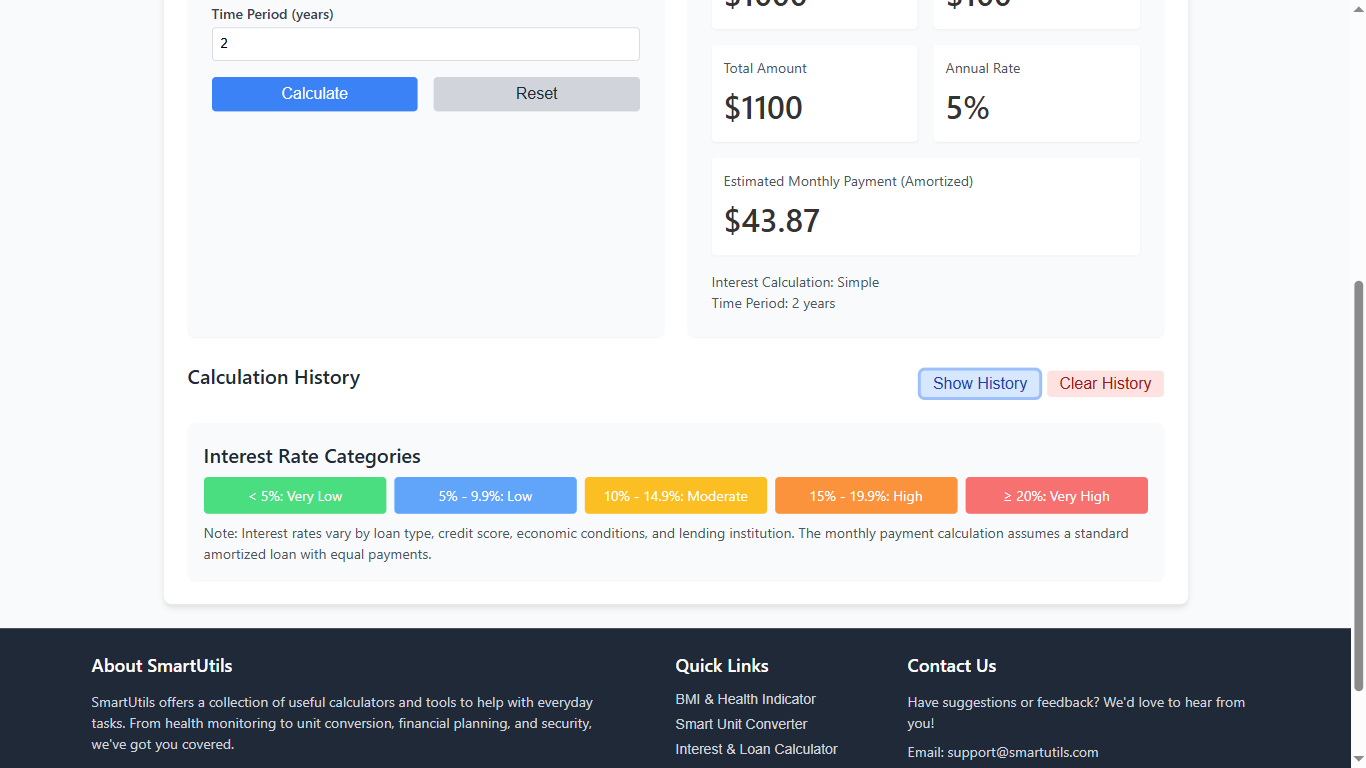 Time Period (years)
2
Calculate
Reset
$1000
$100
Total Amount
$1100
Annual Rate
5%
Estimated Monthly Payment (Amortized)
$43.87
Interest Calculation: Simple
Time Period: 2 years
Calculation History
Show History
Clear History
Interest Rate Categories
< 5%: Very Low
5% - 9.9%: Low
10% - 14.9%: Moderate
15% - 19.9%: High
≥ 20%: Very High
Note: Interest rates vary by loan type, credit score, economic conditions, and lending institution. The monthly payment calculation assumes a standard
amortized loan with equal payments.
About SmartUtils
SmartUtils offers a collection of useful calculators and tools to help with everyday
tasks. From health monitoring to unit conversion, financial planning, and security,
we've got you covered.
Quick Links
BMI & Health Indicator
Smart Unit Converter
Interest & Loan Calculator
Contact Us
Have suggestions or feedback? We'd love to hear from
you!
Email: support@smartutils.com